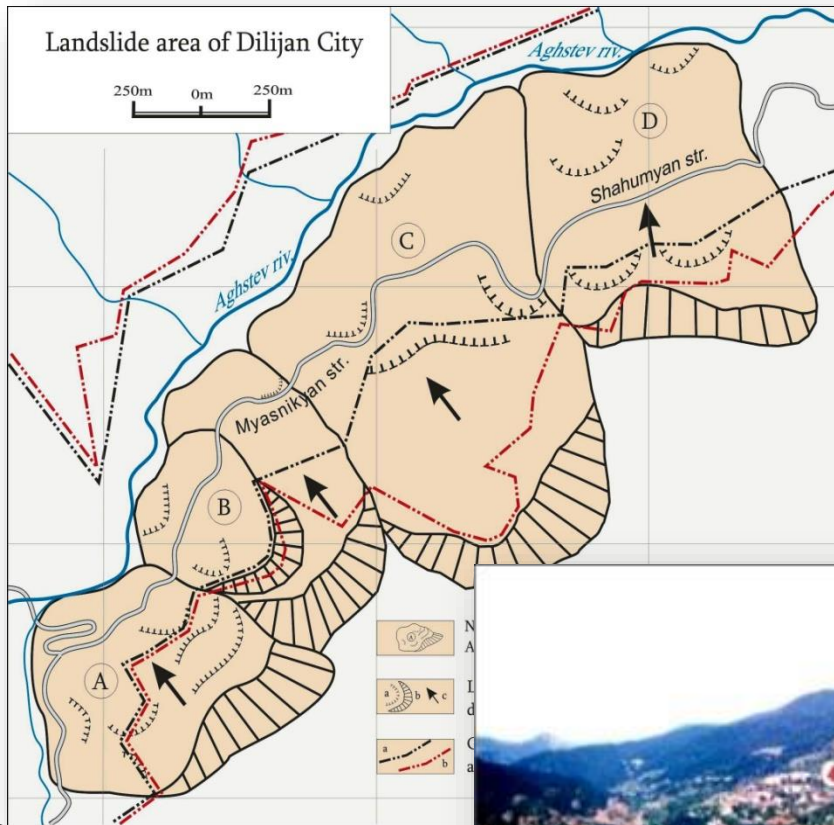 Landslide area of Dilijan City
250m 0m 250m
Aghstev riv.
D
Shahumyan str.
C
Aghstev riv.
Myasnikyan str.
B
A
N
A
a b c
L
d
a
b
C
a